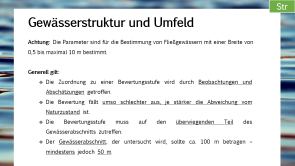 Str
Gewässerstruktur und Umfeld
Achtung: Die Parameter sind für die Bestimmung von Fließgewässern mit einer Breite von
0,5 bis maximal 10 m bestimmt.
Generell gilt:
Die Zuordnung zu einer Bewertungsstufe wird durch Beobachtungen und
Abschätzungen getroffen.
Die Bewertung fällt umso schlechter aus, je stärker die Abweichung vom
Naturzustand ist.
Die Bewertungsstufe muss auf den überwiegenden Teil des
Gewässerabschnitts zutreffen.
Der Gewässerabschnitt, der untersucht wird, sollte ca. 100 m betragen –
mindestens jedoch 50 m